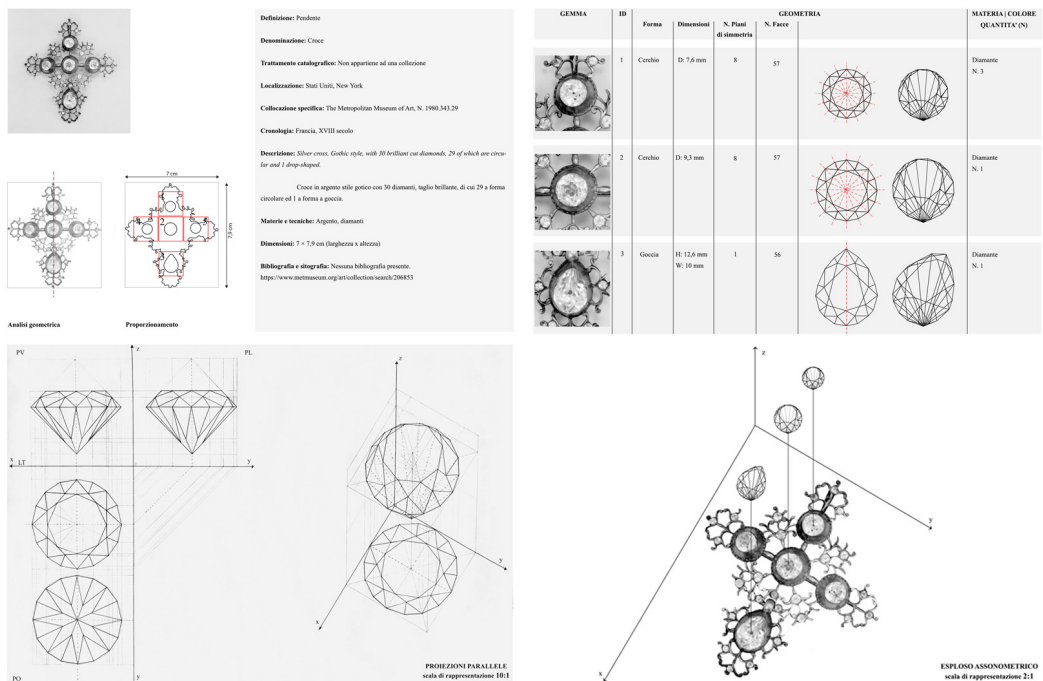 Definizione: Pendente
Denominazione: Croce
Trattamento catalografico: Non appartiene ad una collezione
Localizzazione: Stati Uniti, New York
Collocazione specifica: The Metropolitan Museum of Art, N. 1980.343.29
Cronologia: Francia, XVIII secolo
Descrizione: Silver cross, Gothic style, with 30 brilliant cut diamonds, 29 of which are circu-
lar and 1 drop-shaped.
Croce in argento stile gotico con 30 diamanti, taglio brillante, di cui 29 a forma
circolare ed 1 a forma a goccia.
Materie e tecniche: Argento, diamanti
Dimensioni: 7 × 7,9 cm (larghezza x altezza)
Bibliografia e sitografia: Nessuna bibliografia presente.
https://www.metmuseum.org/art/collection/search/206853
7 cm
7,9 cm
1
4 2 5
3
Analisi geometrica
Proporzionamento
GEMMA ID GEOMETRIA MATERIA | COLORE
Forma Dimensioni N. Piani N. Facce QUANTITA' (N)
di simmetria
1 Cerchio D: 7,6 mm 8 57 Diamante
N. 3
2 Cerchio D: 9,3 mm 8 57 Diamante
N. 1
3 Goccia H: 12,6 mm 1 56 Diamante
W: 10 mm N. 1
PV z PL
x LT y
PO y
z
y
x
PROIEZIONI PARALLELE
scala di rappresentazione 10:1
z
y
x
ESPLOSO ASSONOMETRICO
scala di rappresentazione 2:1